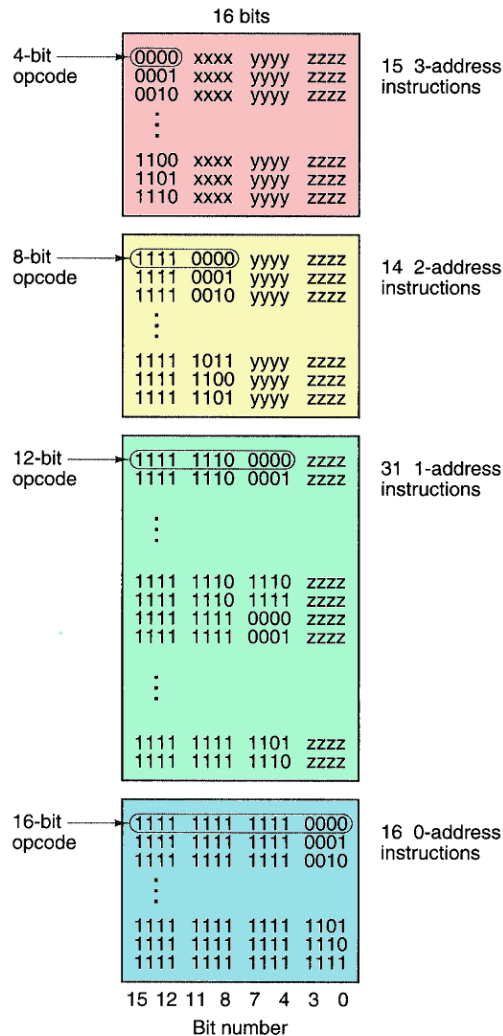 16 bits
4-bit opcode
0000 xxxx yyyy zzzz
0001 xxxx yyyy zzzz
0010 xxxx yyyy zzzz
⋮
1100 xxxx yyyy zzzz
1101 xxxx yyyy zzzz
1110 xxxx yyyy zzzz
15 3-address instructions
8-bit opcode
1111 0000 yyyy zzzz
1111 0001 yyyy zzzz
1111 0010 yyyy zzzz
⋮
1111 1011 yyyy zzzz
1111 1100 yyyy zzzz
1111 1101 yyyy zzzz
14 2-address instructions
12-bit opcode
1111 1110 0000 zzzz
1111 1110 0001 zzzz
⋮
1111 1110 1110 zzzz
1111 1110 1111 zzzz
1111 1111 0000 zzzz
1111 1111 0001 zzzz
⋮
1111 1111 1101 zzzz
1111 1111 1110 zzzz
31 1-address instructions
16-bit opcode
1111 1111 1111 0000
1111 1111 1111 0001
1111 1111 1111 0010
⋮
1111 1111 1111 1101
1111 1111 1111 1110
1111 1111 1111 1111
16 0-address instructions
15 12 11 8 7 4 3 0
Bit number